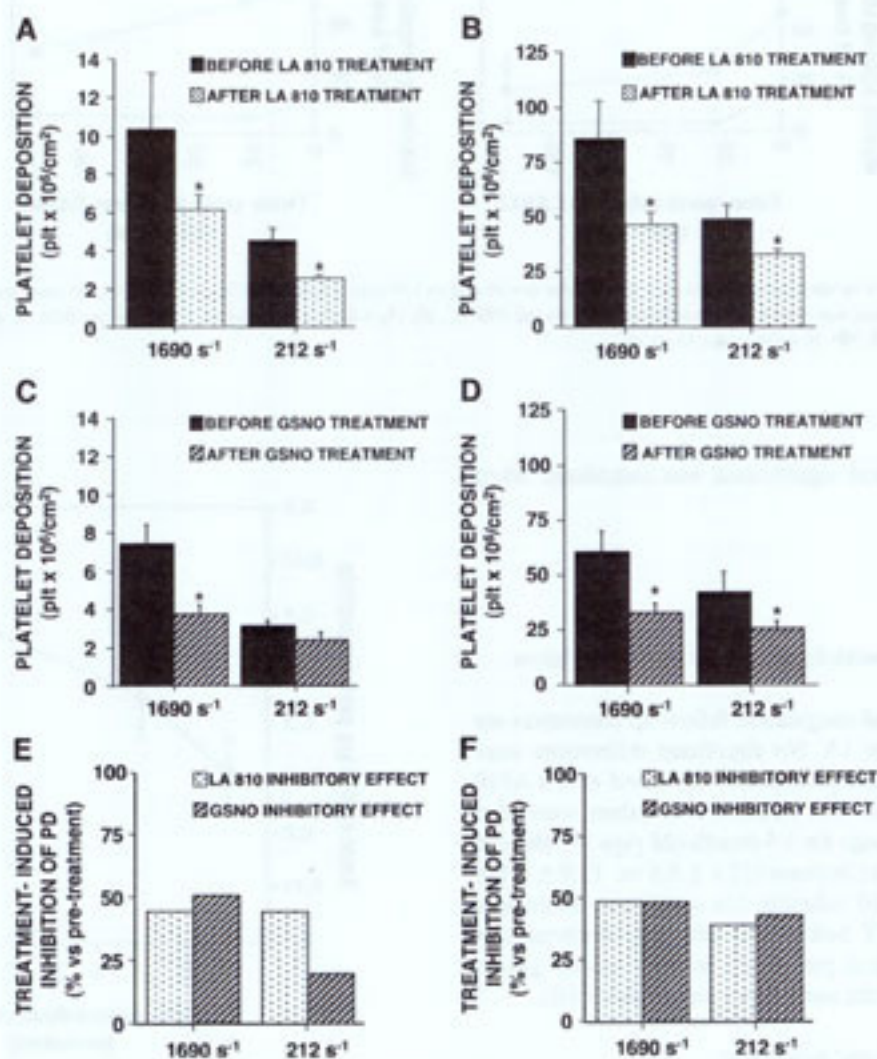 A
PLATELET DEPOSITION
(plt x 10⁶/cm²)
14
12
10
8
6
4
2
0
BEFORE LA 810 TREATMENT
AFTER LA 810 TREATMENT
*
*
1690 s⁻¹
212 s⁻¹
B
PLATELET DEPOSITION
(plt x 10⁶/cm²)
125
100
75
50
25
0
BEFORE LA 810 TREATMENT
AFTER LA 810 TREATMENT
*
*
1690 s⁻¹
212 s⁻¹
C
PLATELET DEPOSITION
(plt x 10⁶/cm²)
14
12
10
8
6
4
2
0
BEFORE GSNO TREATMENT
AFTER GSNO TREATMENT
*
1690 s⁻¹
212 s⁻¹
D
PLATELET DEPOSITION
(plt x 10⁶/cm²)
125
100
75
50
25
0
BEFORE GSNO TREATMENT
AFTER GSNO TREATMENT
*
*
1690 s⁻¹
212 s⁻¹
E
TREATMENT- INDUCED
INHIBITION OF PD
(% vs pre-treatment)
100
75
50
25
0
LA 810 INHIBITORY EFFECT
GSNO INHIBITORY EFFECT
1690 s⁻¹
212 s⁻¹
F
TREATMENT- INDUCED
INHIBITION OF PD
(% vs pre-treatment)
100
75
50
25
0
LA 810 INHIBITORY EFFECT
GSNO INHIBITORY EFFECT
1690 s⁻¹
212 s⁻¹